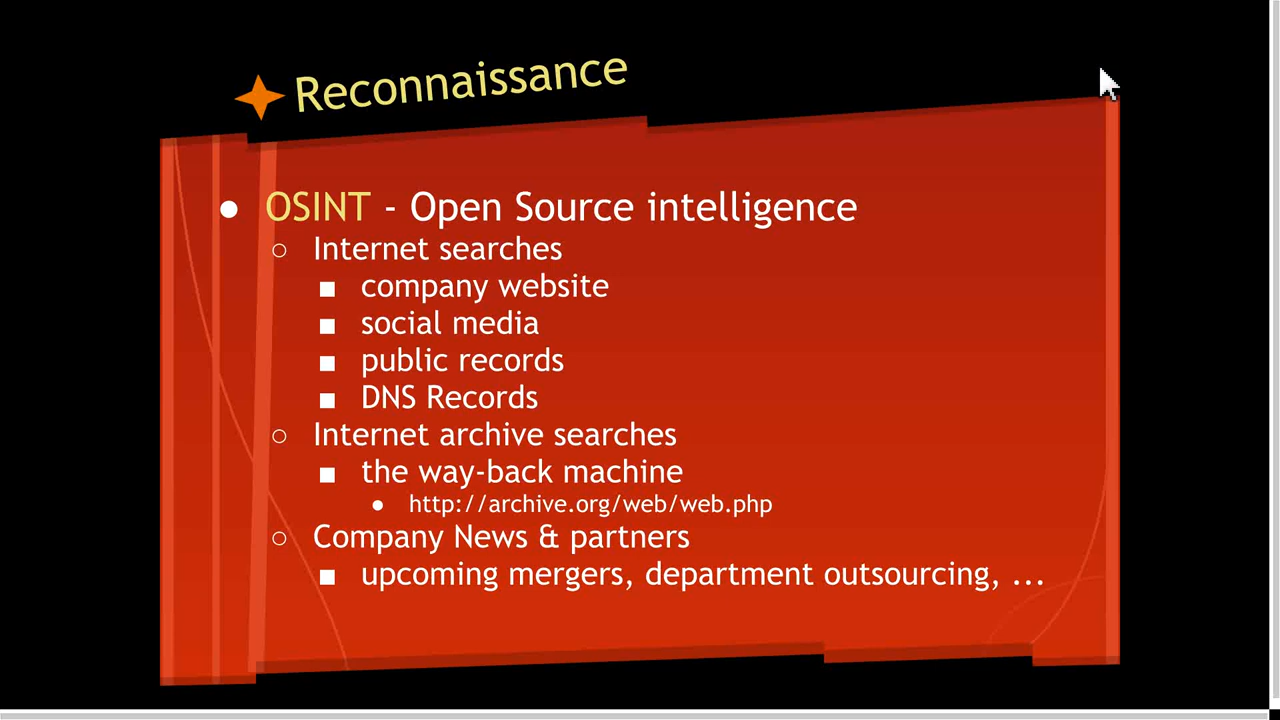 Reconnaissance
● OSINT - Open Source intelligence
○ Internet searches
■ company website
■ social media
■ public records
■ DNS Records
○ Internet archive searches
■ the way-back machine
● http://archive.org/web/web.php
○ Company News & partners
■ upcoming mergers, department outsourcing, ...